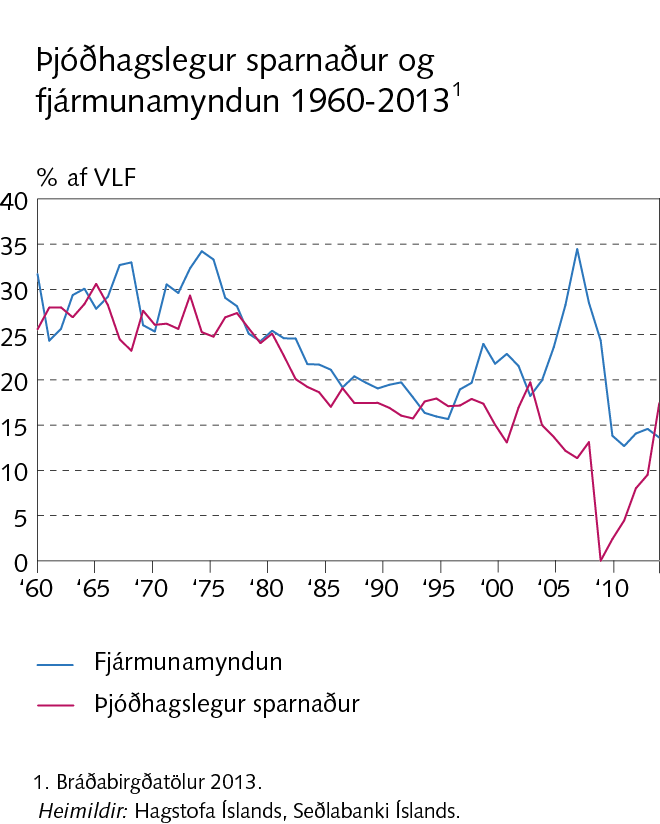 Þjóðhagslegur sparnaður og
fjármunamyndun 1960-2013¹
% af VLF
40
35
30
25
20
15
10
5
0
‘60 ‘65 ‘70 ‘75 ‘80 ‘85 ‘90 ‘95 ‘00 ‘05 ‘10
Fjármunamyndun
Þjóðhagslegur sparnaður
1. Bráðabirgðatölur 2013.
Heimildir: Hagstofa Íslands, Seðlabanki Íslands.